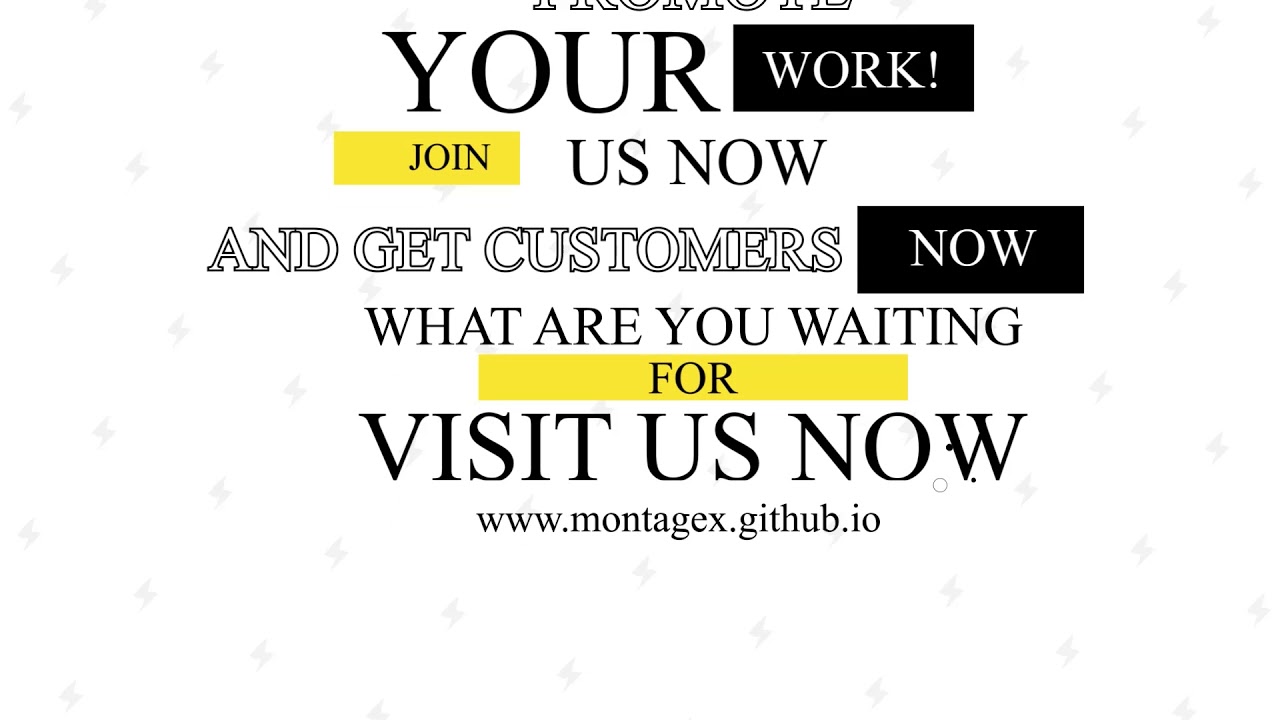 PROMOTE
YOUR WORK!
JOIN US NOW
AND GET CUSTOMERS NOW
WHAT ARE YOU WAITING
FOR
VISIT US NOW
www.montagex.github.io